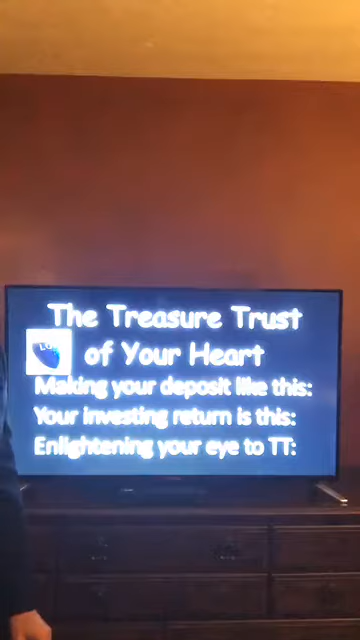 The Treasure Trust
of Your Heart
Making your deposit like this:
Your investing return is this:
Enlightening your eye to TT: